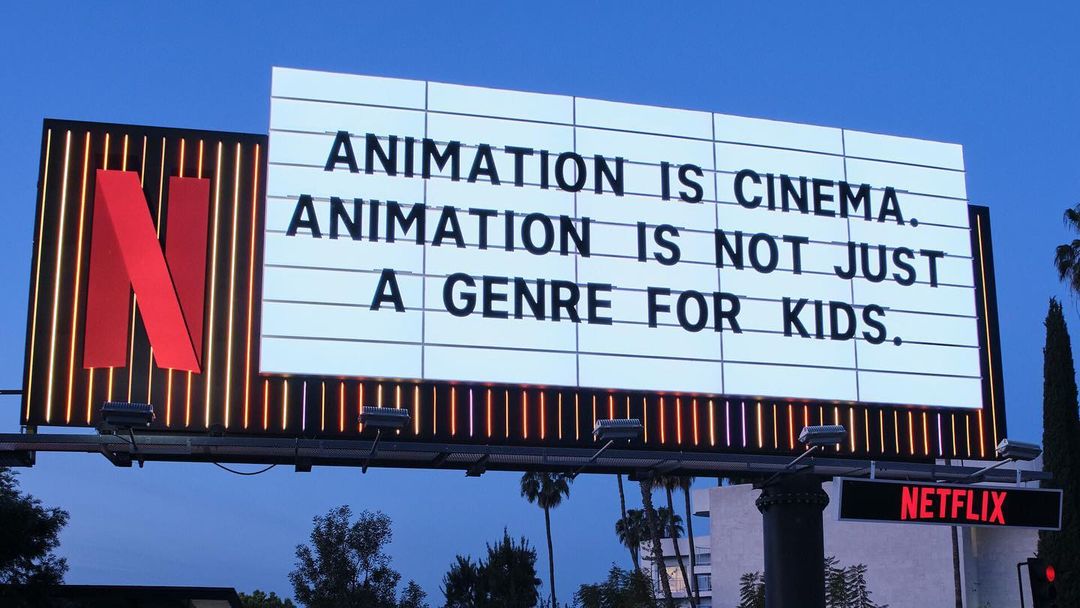 ANIMATION IS CINEMA.
ANIMATION IS NOT JUST
A GENRE FOR KIDS.
N
NETFLIX